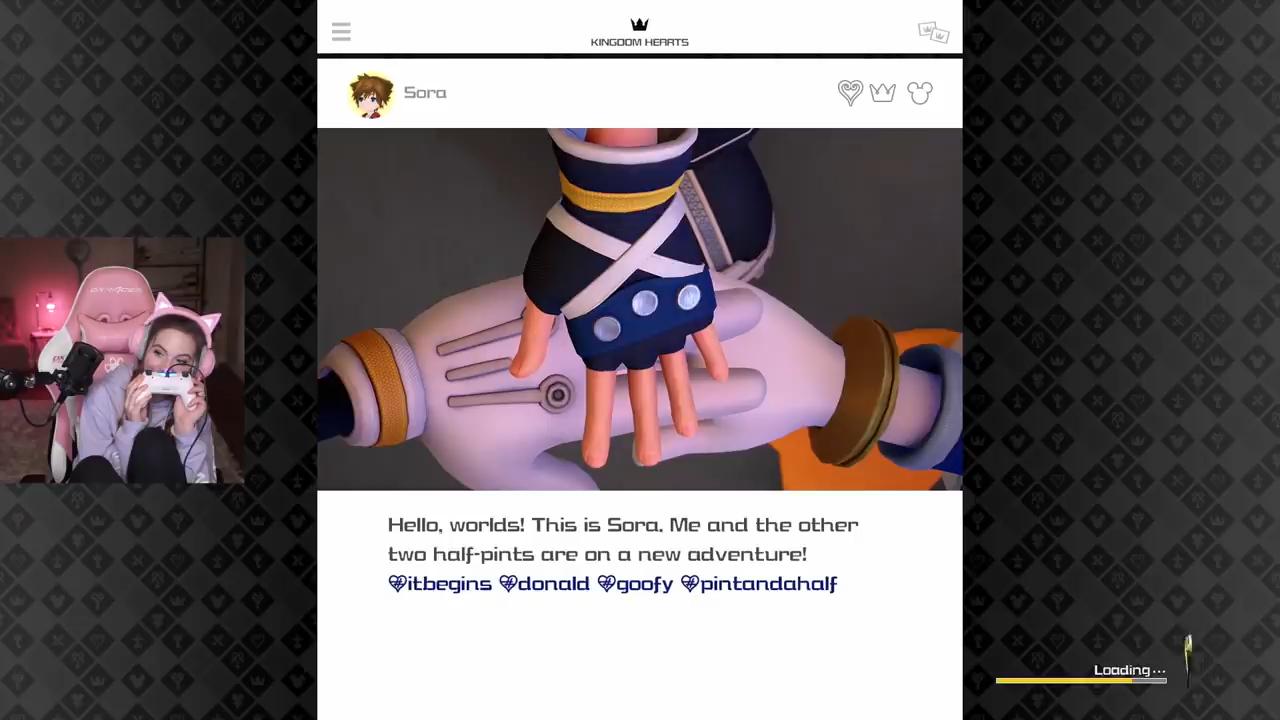 KINGDOM HEARTS
Sora
Hello, worlds! This is Sora. Me and the other
two half-pints are on a new adventure!
itbegins donald goofy pintandahalf
Loading...